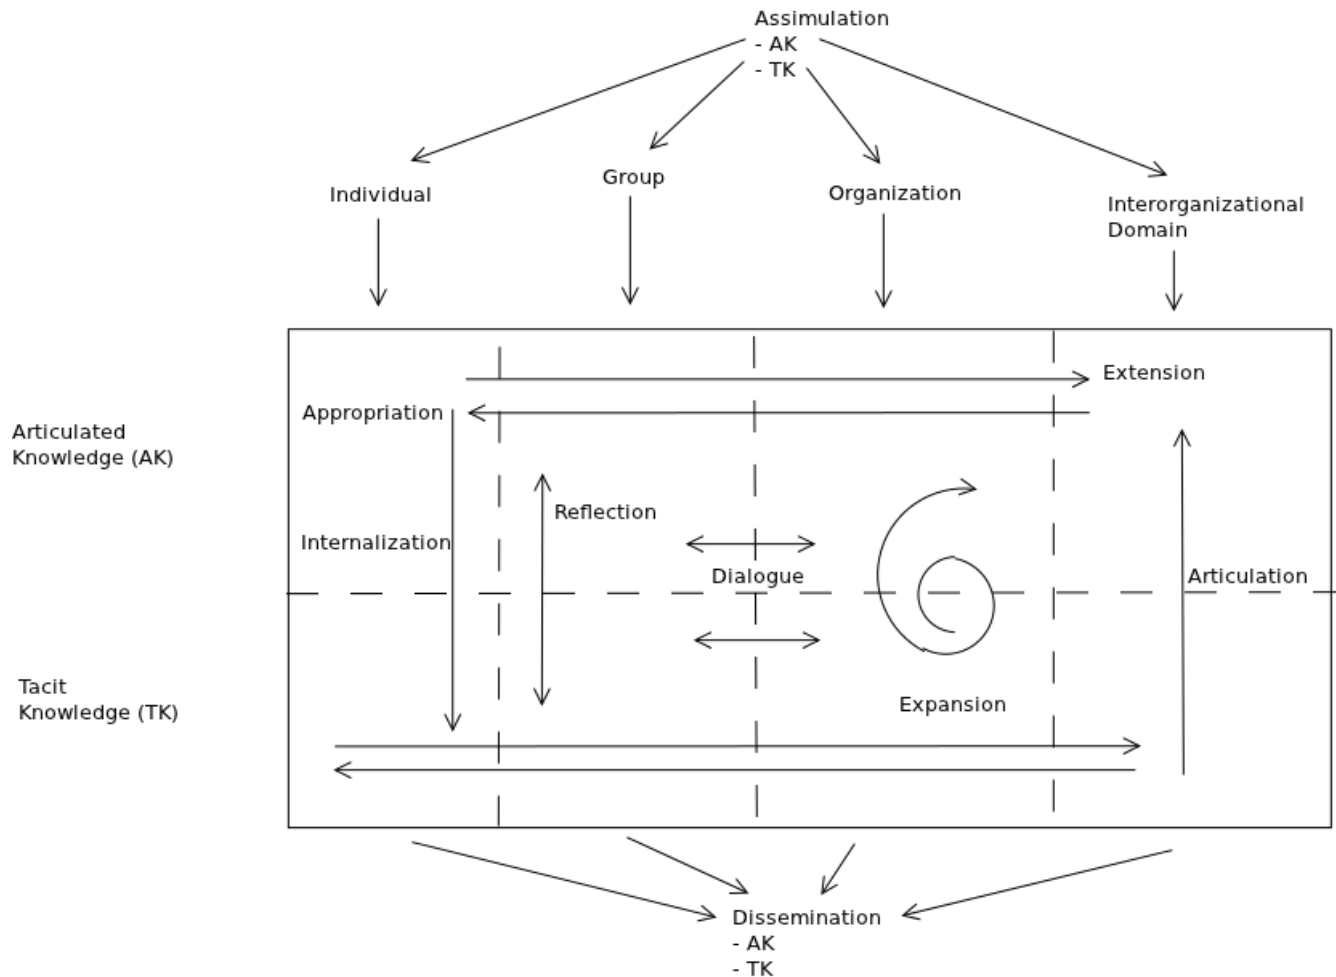 Assimulation
- AK
- TK
Individual
Group
Organization
Interorganizational
Domain
Extension
Appropriation
Articulated
Knowledge (AK)
Reflection
Internalization
Dialogue
Articulation
Tacit
Knowledge (TK)
Expansion
Dissemination
- AK
- TK